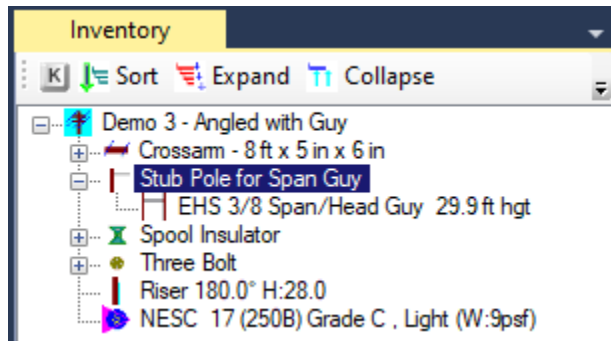 Inventory
K Sort Expand Collapse
Demo 3 - Angled with Guy
Crossarm - 8 ft x 5 in x 6 in
Stub Pole for Span Guy
EHS 3/8 Span/Head Guy 29.9 ft hgt
Spool Insulator
Three Bolt
Riser 180.0° H:28.0
NESC 17 (250B) Grade C , Light (W:9psf)